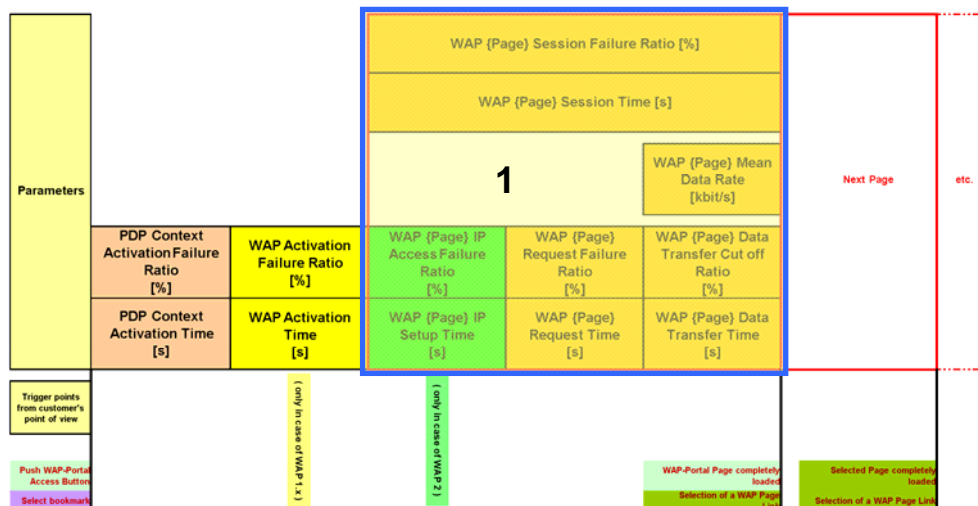 WAP {Page} Session Failure Ratio [%]
WAP {Page} Session Time [s]
Parameters
1
WAP {Page} Mean
Data Rate
[kbit/s]
Next Page
etc.
PDP Context
Activation Failure
Ratio
[%]
WAP Activation
Failure Ratio
[%]
WAP {Page} IP
Access Failure
Ratio
[%]
WAP {Page}
Request Failure
Ratio
[%]
WAP {Page} Data
Transfer Cut off
Ratio
[%]
PDP Context
Activation Time
[s]
WAP Activation
Time
[s]
WAP {Page} IP
Setup Time
[s]
WAP {Page}
Request Time
[s]
WAP {Page} Data
Transfer Time
[s]
Trigger points
from customer's
point of view
( only in case of WAP 1.x )
( only in case of WAP 2 )
Push WAP-Portal
Access Button
Select bookmark
WAP-Portal Page completely
loaded
Selection of a WAP Page
Link
Selected Page completely
loaded
Selection of a WAP Page Link